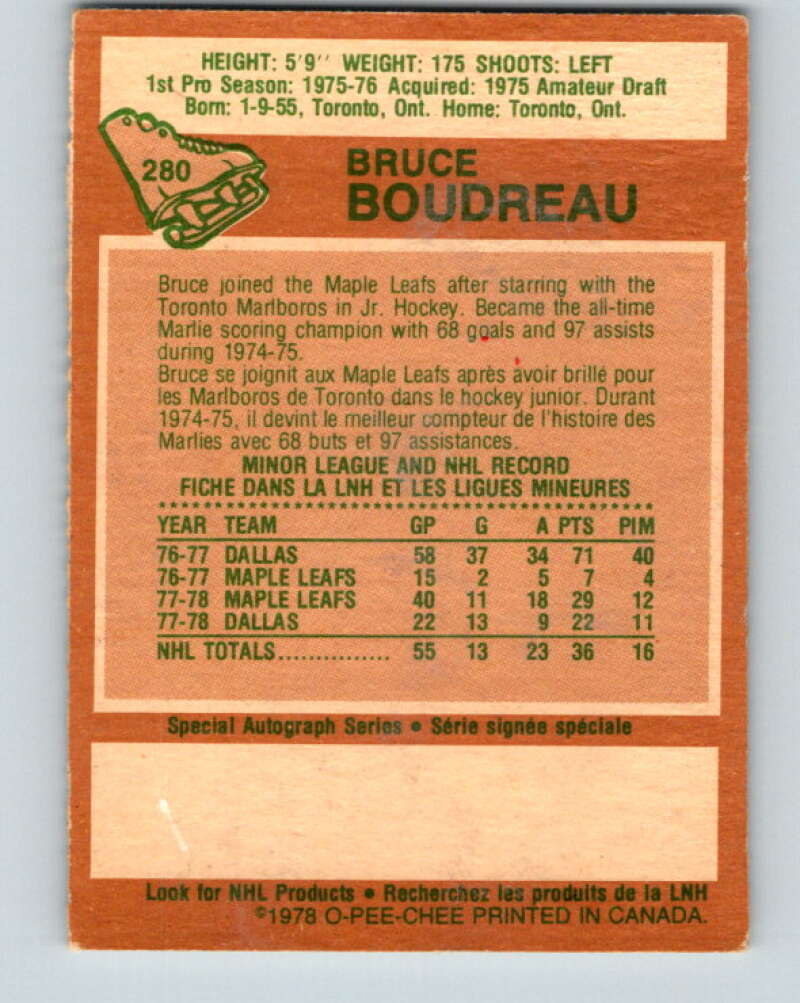 HEIGHT: 5'9'' WEIGHT: 175 SHOOTS: LEFT
1st Pro Season: 1975-76 Acquired: 1975 Amateur Draft
Born: 1-9-55, Toronto, Ont. Home: Toronto, Ont.
280
BRUCE
BOUDREAU
Bruce joined the Maple Leafs after starring with the
Toronto Marlboros in Jr. Hockey. Became the all-time
Marlie scoring champion with 68 goals and 97 assists
during 1974-75.
Bruce se joignit aux Maple Leafs après avoir brillé pour
les Marlboros de Toronto dans le hockey junior. Durant
1974-75, il devint le meilleur compteur de l'histoire des
Marlies avec 68 buts et 97 assistances.
MINOR LEAGUE AND NHL RECORD
FICHE DANS LA LNH ET LES LIGUES MINEURES
YEAR TEAM GP G A PTS PIM
76-77 DALLAS 58 37 34 71 40
76-77 MAPLE LEAFS 15 2 5 7 4
77-78 MAPLE LEAFS 40 11 18 29 12
77-78 DALLAS 22 13 9 22 11
NHL TOTALS............... 55 13 23 36 16
Special Autograph Series • Série signée spéciale
Look for NHL Products • Recherchez les produits de la LNH
©1978 O-PEE-CHEE PRINTED IN CANADA.